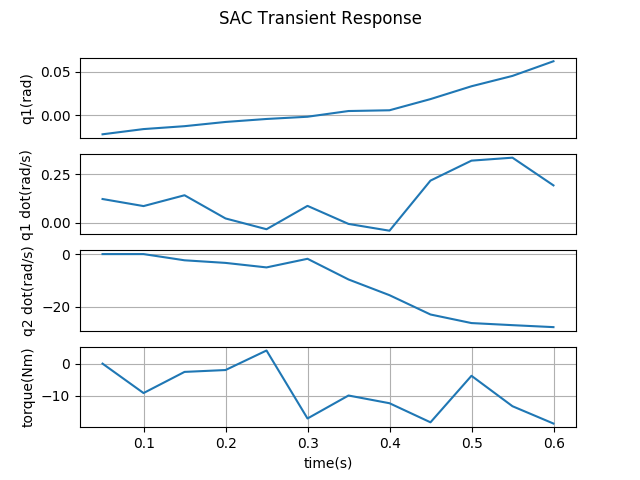 SAC Transient Response
q1(rad)
0.05
0.00
q1 dot(rad/s)
0.25
0.00
q2 dot(rad/s)
0
−20
torque(Nm)
0
−10
0.1 0.2 0.3 0.4 0.5 0.6
time(s)